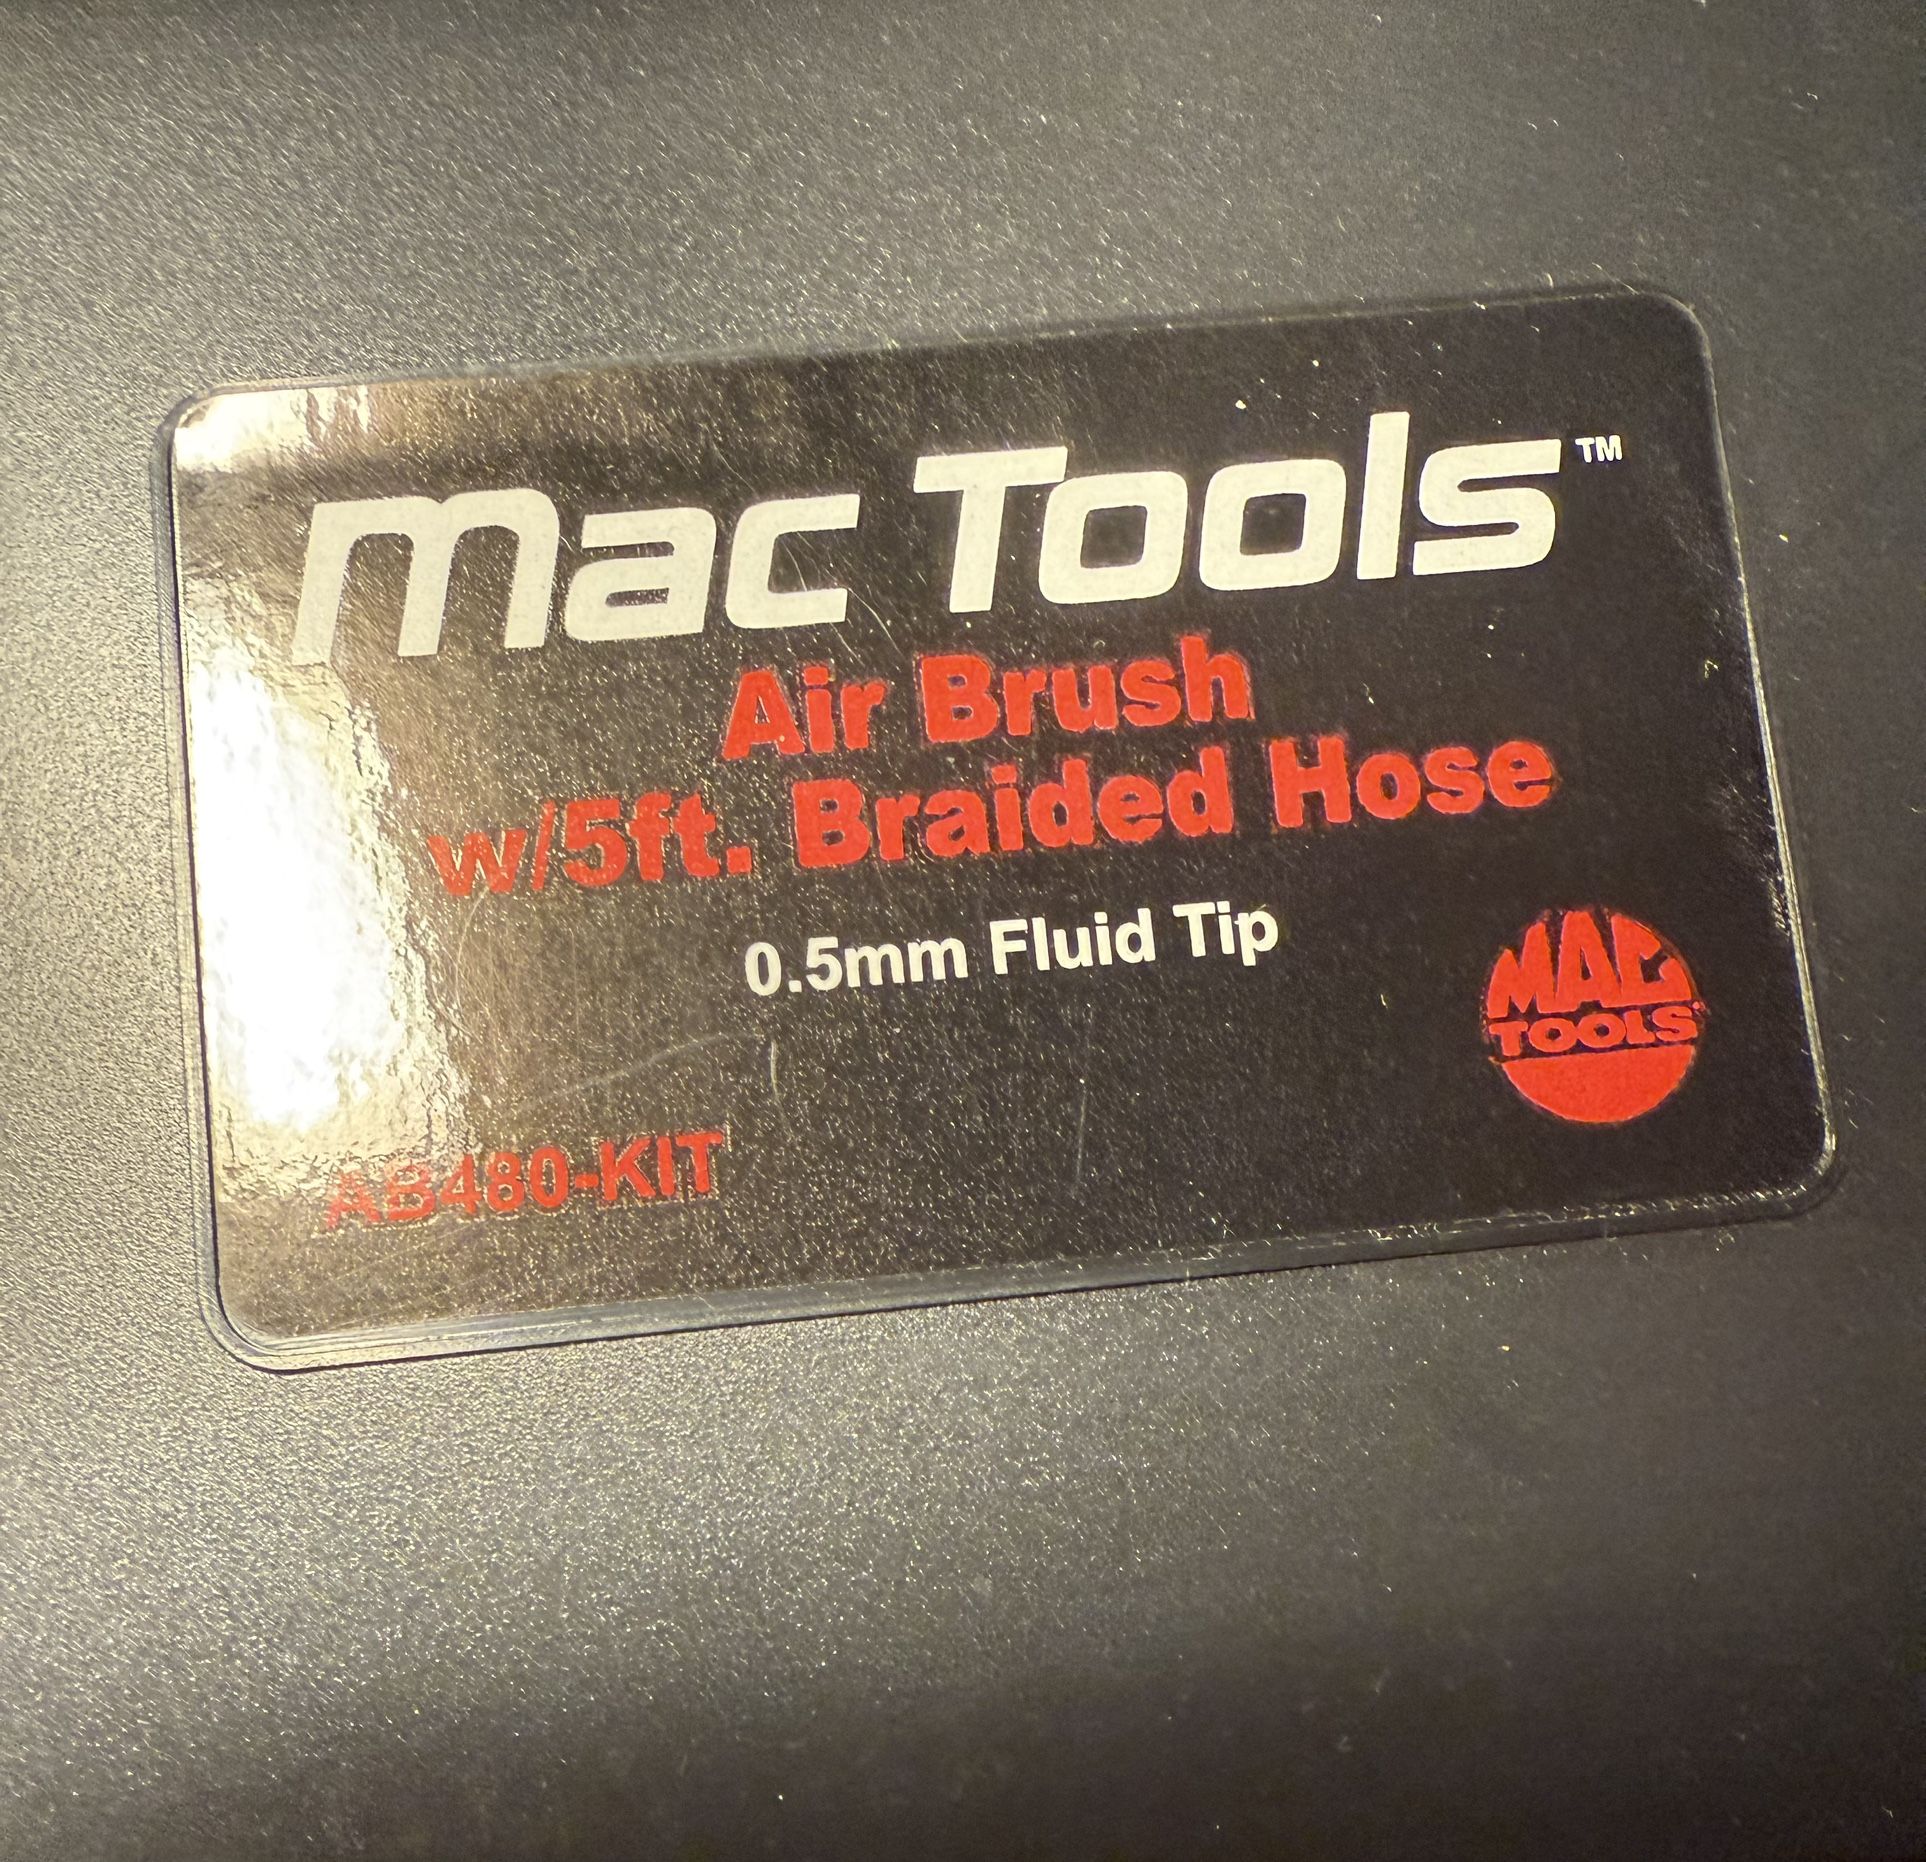 mac Tools™
Air Brush
w/5ft. Braided Hose
0.5mm Fluid Tip
MAC
TOOLS
AB480-KIT